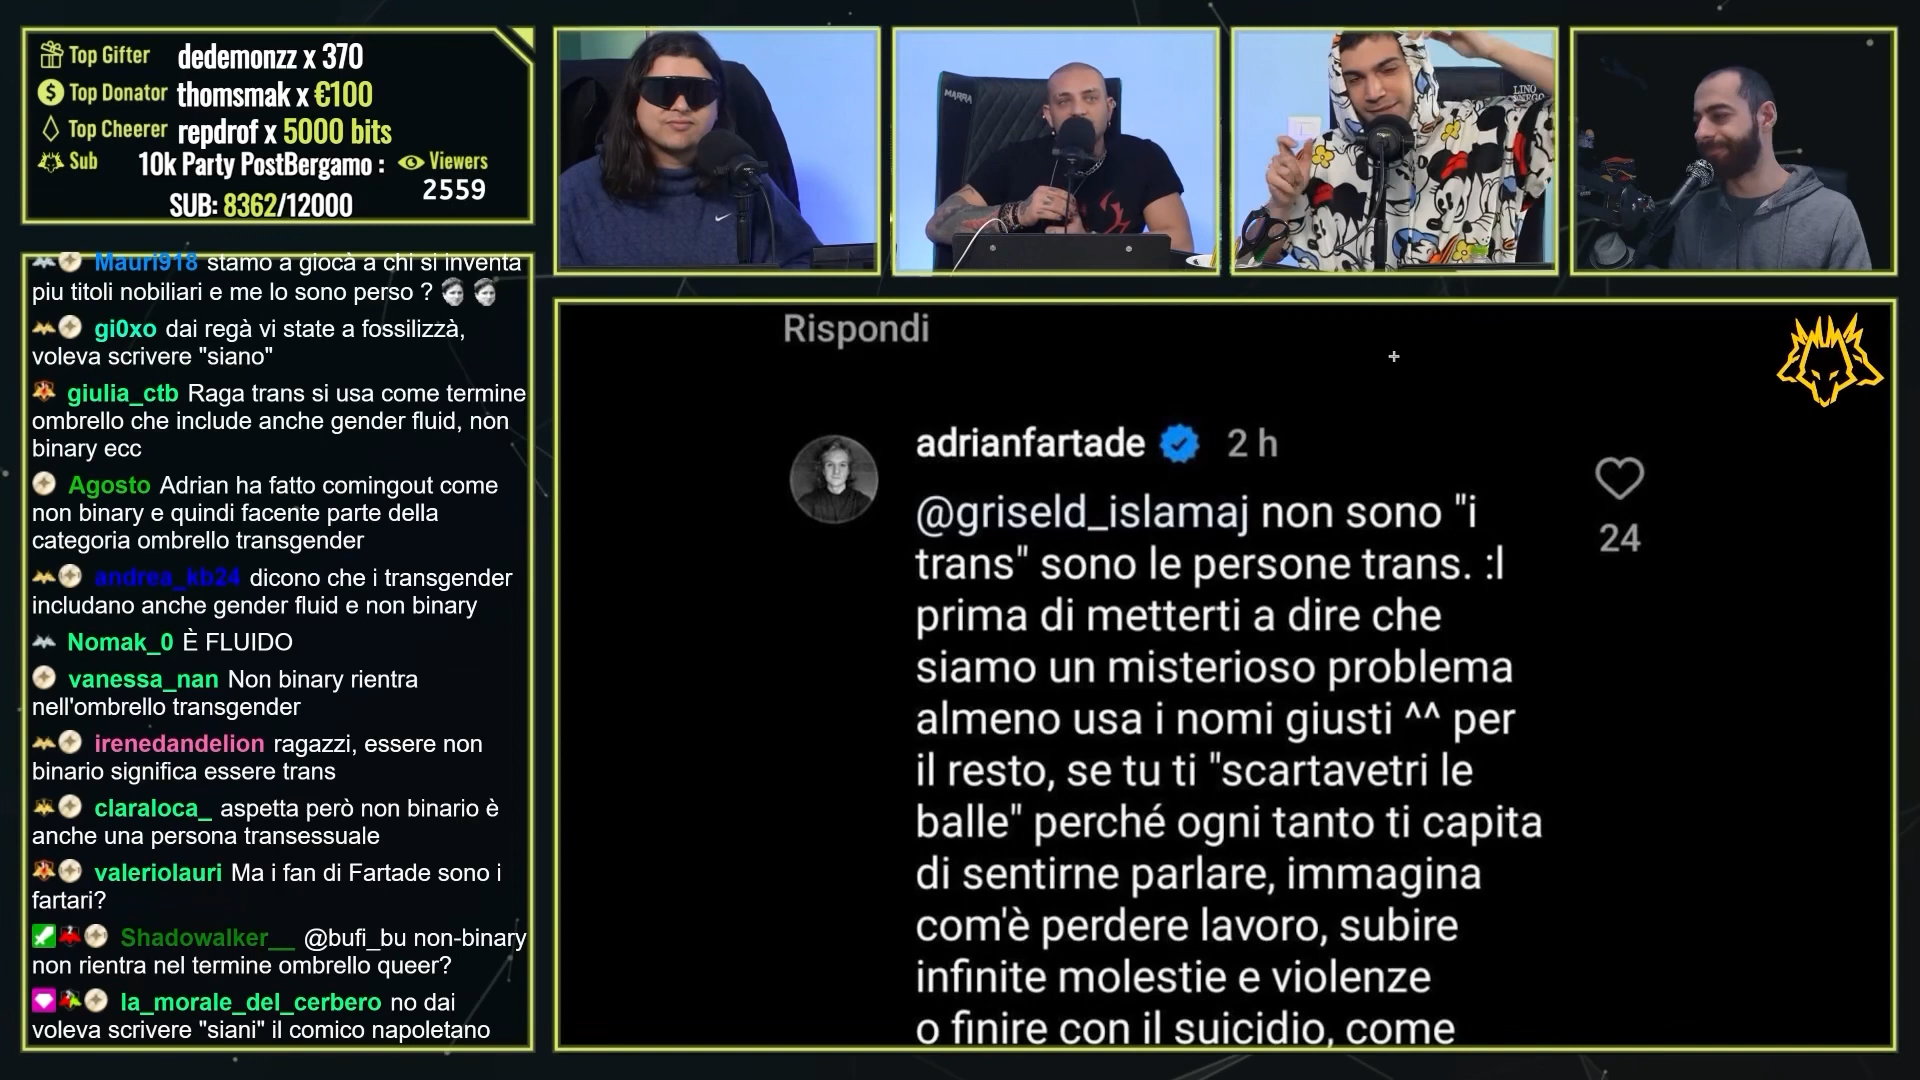 Top Gifter dedemonzz x 370
Top Donator thomsmak x €100
Top Cheerer repdrof x 5000 bits
Sub 10k Party PostBergamo :
SUB: 8362/12000
Viewers
2559
Mauri918 stamo a giocà a chi si inventa
piu titoli nobiliari e me lo sono perso ?
gi0xo dai regà vi state a fossilizzà,
voleva scrivere "siano"
giulia_ctb Raga trans si usa come termine
ombrello che include anche gender fluid, non
binary ecc
Agosto Adrian ha fatto comingout come
non binary e quindi facente parte della
categoria ombrello transgender
andrea_kb24 dicono che i transgender
includano anche gender fluid e non binary
Nomak_0 È FLUIDO
vanessa_nan Non binary rientra
nell'ombrello transgender
irenedandelion ragazzi, essere non
binario significa essere trans
claraloca_ aspetta però non binario è
anche una persona transessuale
valeriolauri Ma i fan di Fartade sono i
fartari?
Shadowalker__ @bufi_bu non-binary
non rientra nel termine ombrello queer?
la_morale_del_cerbero no dai
voleva scrivere "siani" il comico napoletano
MARRA
Rispondi
adrianfartade 2 h
@griseld_islamaj non sono "i
trans" sono le persone trans. :l
prima di metterti a dire che
siamo un misterioso problema
almeno usa i nomi giusti ^^ per
il resto, se tu ti "scartavetri le
balle" perché ogni tanto ti capita
di sentirne parlare, immagina
com'è perdere lavoro, subire
infinite molestie e violenze
o finire con il suicidio, come
24